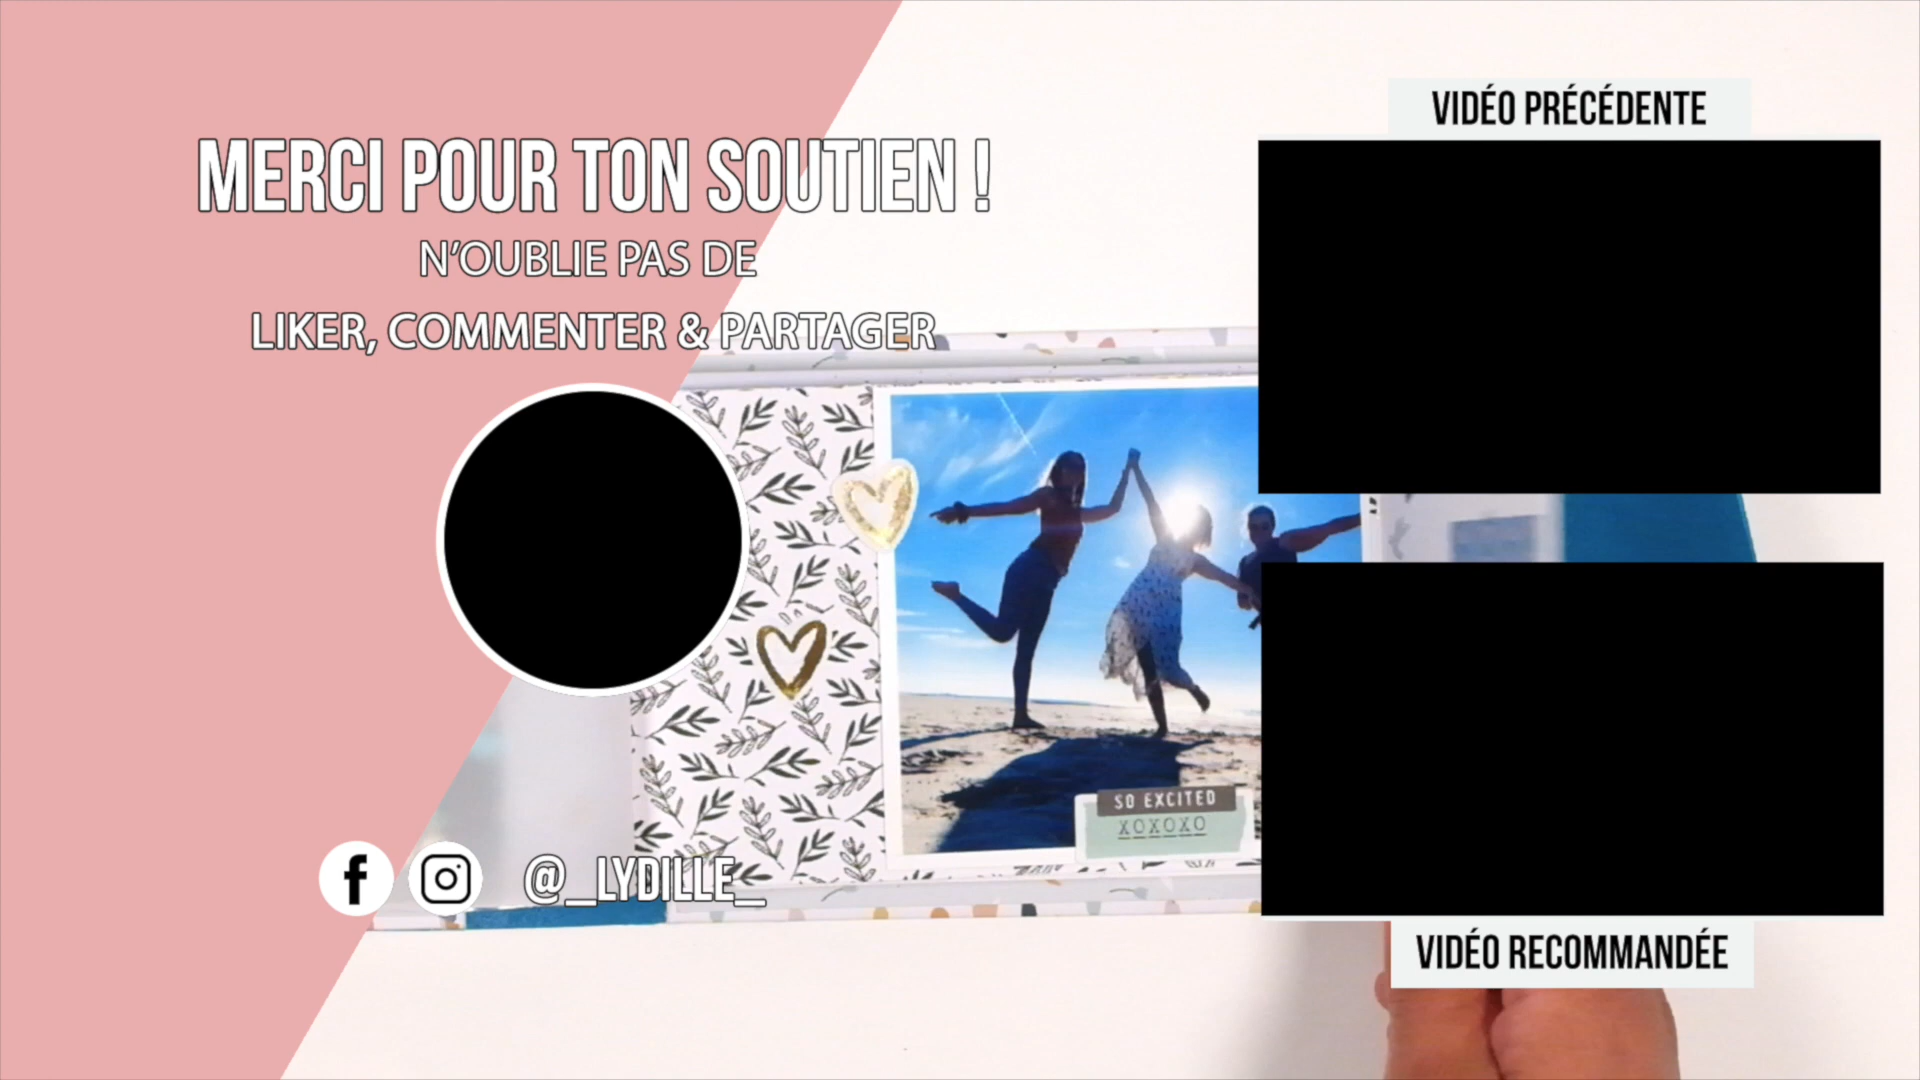 MERCI POUR TON SOUTIEN !
N'OUBLIE PAS DE
LIKER, COMMENTER & PARTAGER
@_LYDILLE_
SO EXCITED
XOXOXO
VIDÉO PRÉCÉDENTE
VIDÉO RECOMMANDÉE